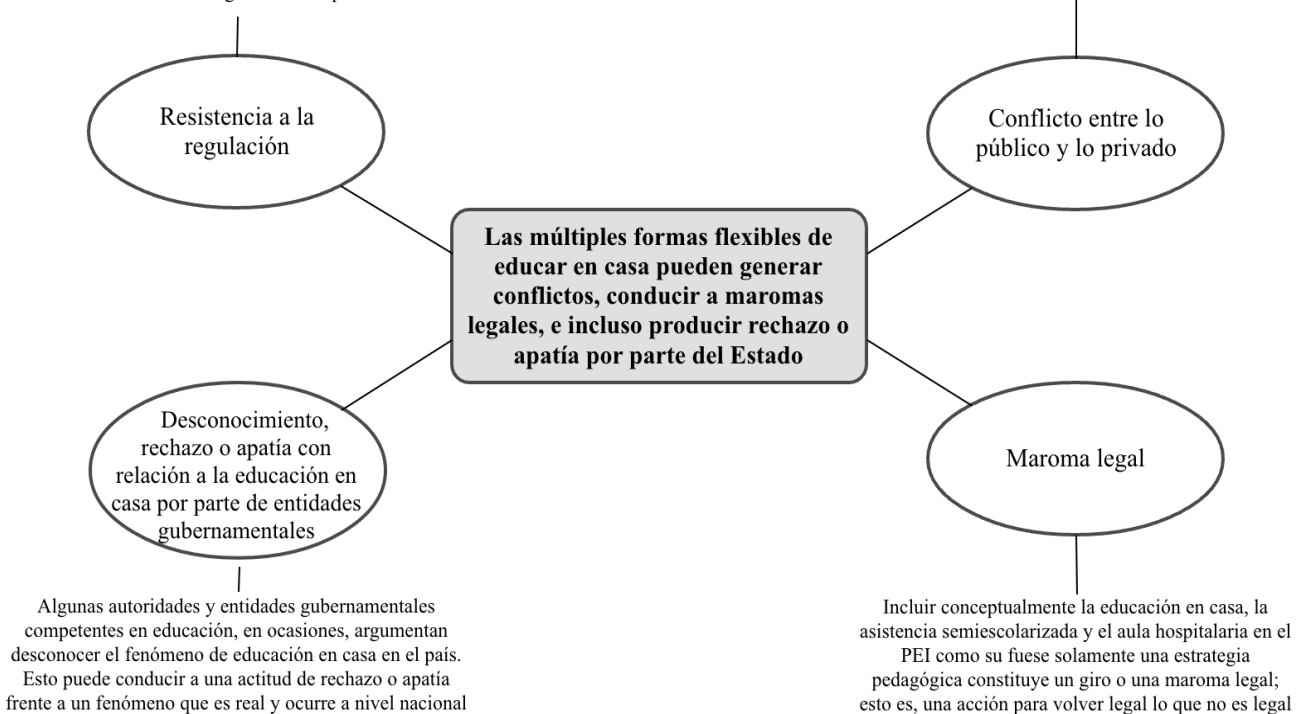 Resistencia a la
regulación
Conflicto entre lo
público y lo privado
Las múltiples formas flexibles de
educar en casa pueden generar
conflictos, conducir a maromas
legales, e incluso producir rechazo o
apatía por parte del Estado
Desconocimiento,
rechazo o apatía con
relación a la educación en
casa por parte de entidades
gubernamentales
Maroma legal
Algunas autoridades y entidades gubernamentales
competentes en educación, en ocasiones, argumentan
desconocer el fenómeno de educación en casa en el país.
Esto puede conducir a una actitud de rechazo o apatía
frente a un fenómeno que es real y ocurre a nivel nacional
Incluir conceptualmente la educación en casa, la
asistencia semiescolarizada y el aula hospitalaria en el
PEI como su fuese solamente una estrategia
pedagógica constituye un giro o una maroma legal;
esto es, una acción para volver legal lo que no es legal